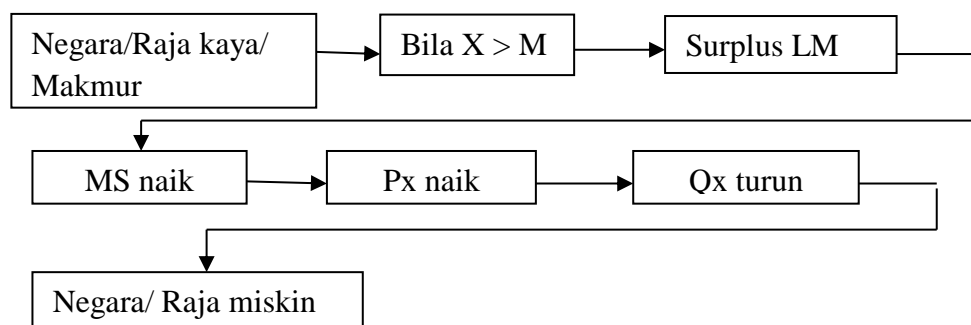 Negara/Raja kaya/
Makmur
Bila X > M
Surplus LM
MS naik
Px naik
Qx turun
Negara/ Raja miskin